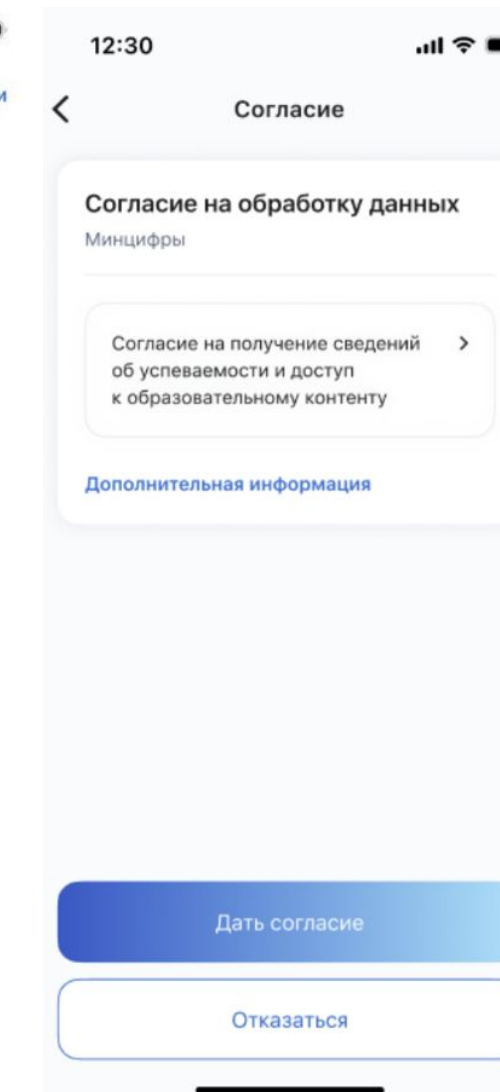 и
12:30
Согласие
Согласие на обработку данных
Минцифры
Согласие на получение сведений
об успеваемости и доступ
к образовательному контенту
Дополнительная информация
Дать согласие
Отказаться